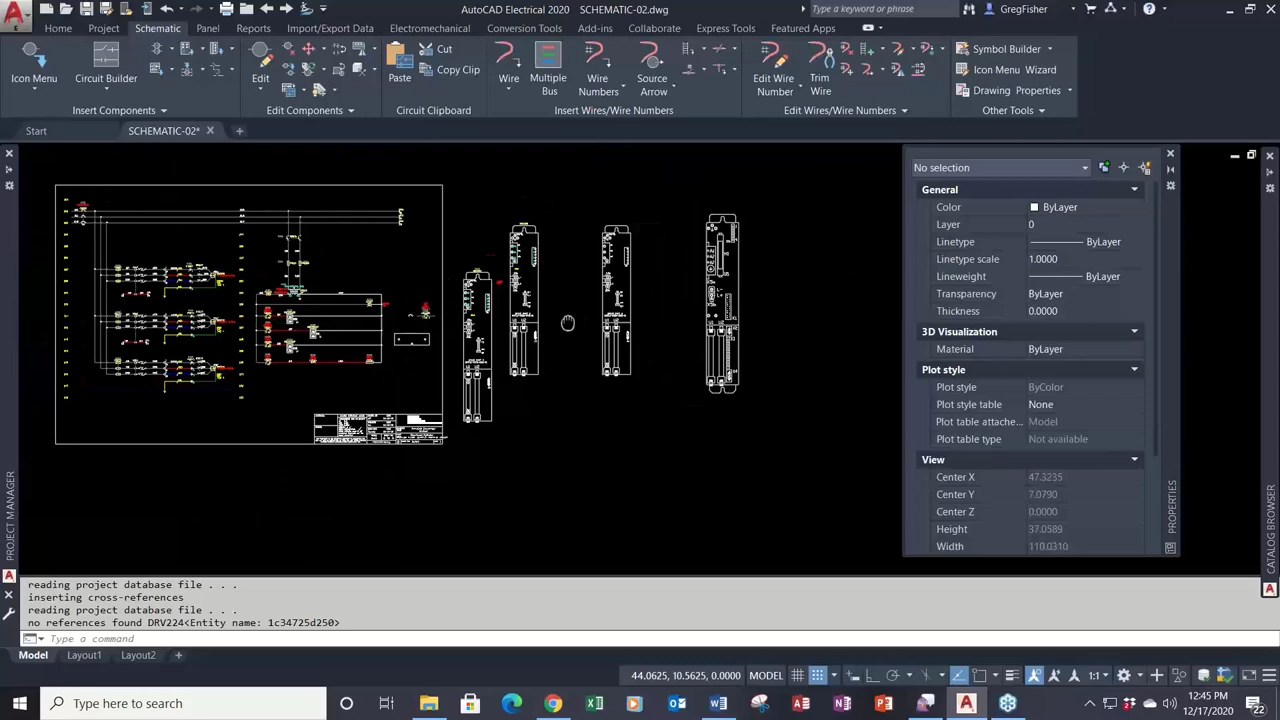 AutoCAD Electrical 2020 SCHEMATIC-02.dwg
Type a keyword or phrase
GregFisher
Home Project Schematic Panel Reports Import/Export Data Electromechanical Conversion Tools Add-ins Collaborate Express Tools Featured Apps
Icon Menu
Circuit Builder
Edit
Paste
Cut
Copy Clip
Wire
Multiple Bus
Wire Numbers
Source Arrow
Edit Wire Number
Trim Wire
Symbol Builder
Icon Menu Wizard
Drawing Properties
Insert Components
Edit Components
Circuit Clipboard
Insert Wires/Wire Numbers
Edit Wires/Wire Numbers
Other Tools
Start
SCHEMATIC-02*
No selection
General
Color ByLayer
Layer 0
Linetype ByLayer
Linetype scale 1.0000
Lineweight ByLayer
Transparency ByLayer
Thickness 0.0000
3D Visualization
Material ByLayer
Plot style
Plot style ByColor
Plot style table None
Plot table attache... Model
Plot table type Not available
View
Center X 47.3235
Center Y 7.0790
Center Z 0.0000
Height 37.0589
Width 110.0310
PROPERTIES
PROJECT MANAGER
CATALOG BROWSER
reading project database file . . .
inserting cross-references
reading project database file . . .
no references found DRV224<Entity name: 1c34725d250>
Type a command
Model Layout1 Layout2
44.0625, 10.5625, 0.0000 MODEL
1:1
Type here to search
12:45 PM
12/17/2020
22